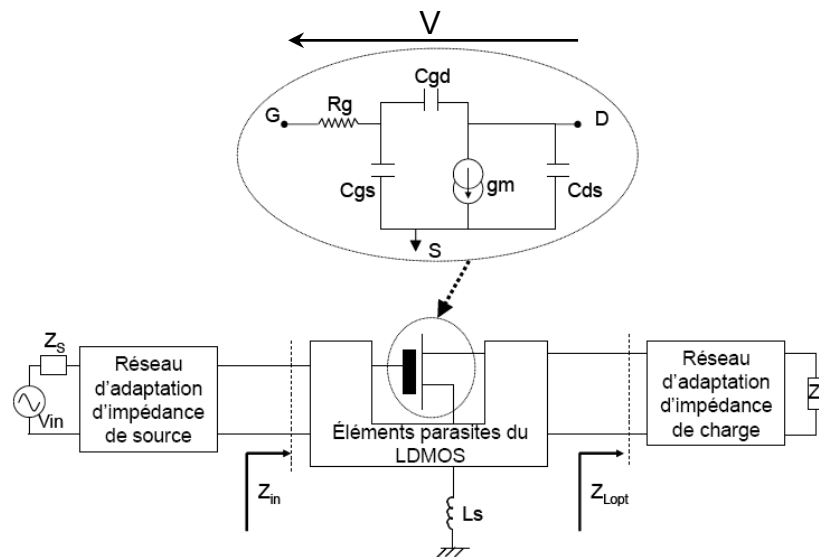 V
Cgd
Rg
G
D
Cgs
gm
Cds
S
Zs
Vin
Réseau
d'adaptation
d'impédance
de source
Éléments parasites du
LDMOS
Réseau
d'adaptation
d'impédance
de charge
Z
Zin
ZLopt
Ls